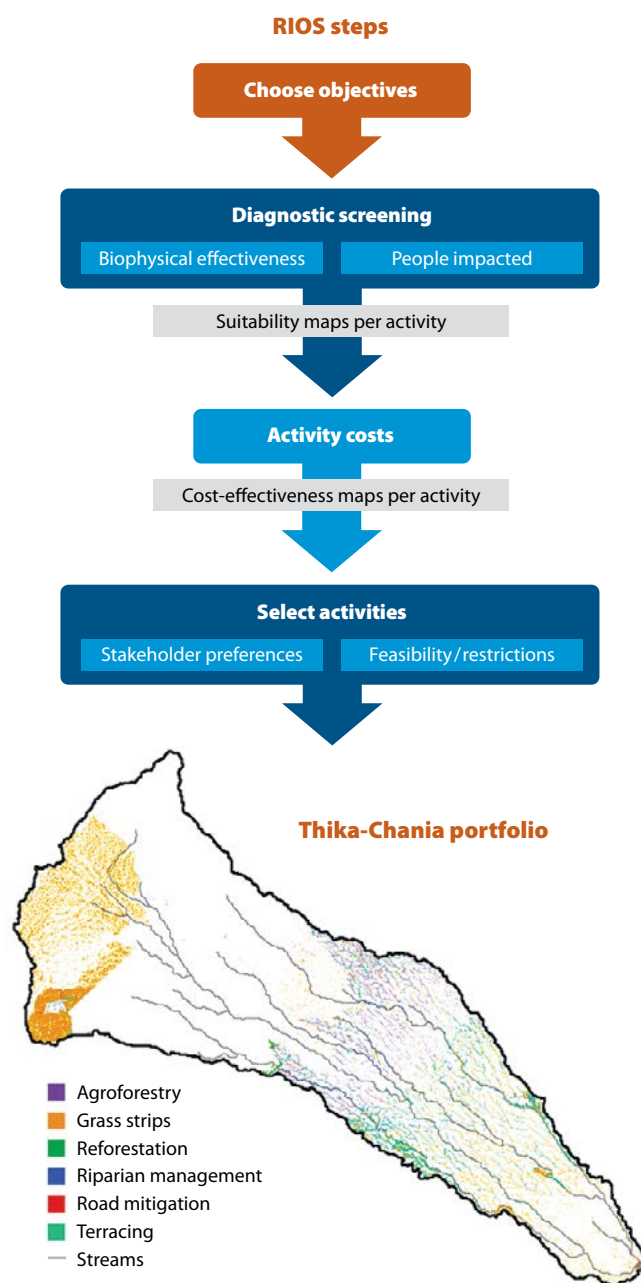 RIOS steps
Choose objectives
Diagnostic screening
Biophysical effectiveness
People impacted
Suitability maps per activity
Activity costs
Cost-effectiveness maps per activity
Select activities
Stakeholder preferences
Feasibility/restrictions
Thika-Chania portfolio
Agroforestry
Grass strips
Reforestation
Riparian management
Road mitigation
Terracing
Streams